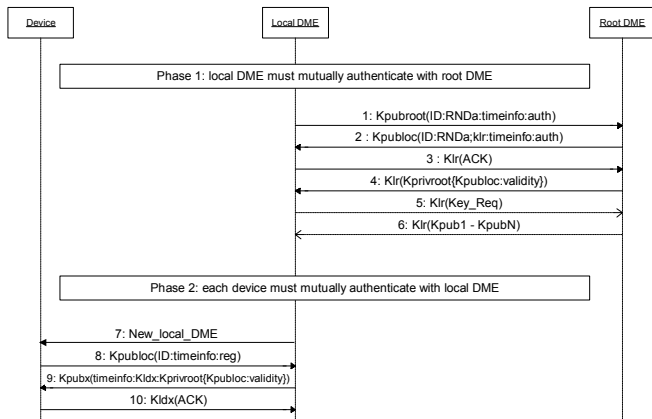 Device
Local DME
Root DME
Phase 1: local DME must mutually authenticate with root DME
1: Kpubroot(ID:RNDa:timeinfo:auth)
2 : Kpubloc(ID:RNDa;klr:timeinfo:auth)
3 : Klr(ACK)
4: Klr(Kprivroot{Kpubloc:validity})
5: Klr(Key_Req)
6: Klr(Kpub1 - KpubN)
Phase 2: each device must mutually authenticate with local DME
7: New_local_DME
8: Kpubloc(ID:timeinfo:reg)
9: Kpubx(timeinfo:Kldx:Kprivroot{Kpubloc:validity})
10: Kldx(ACK)